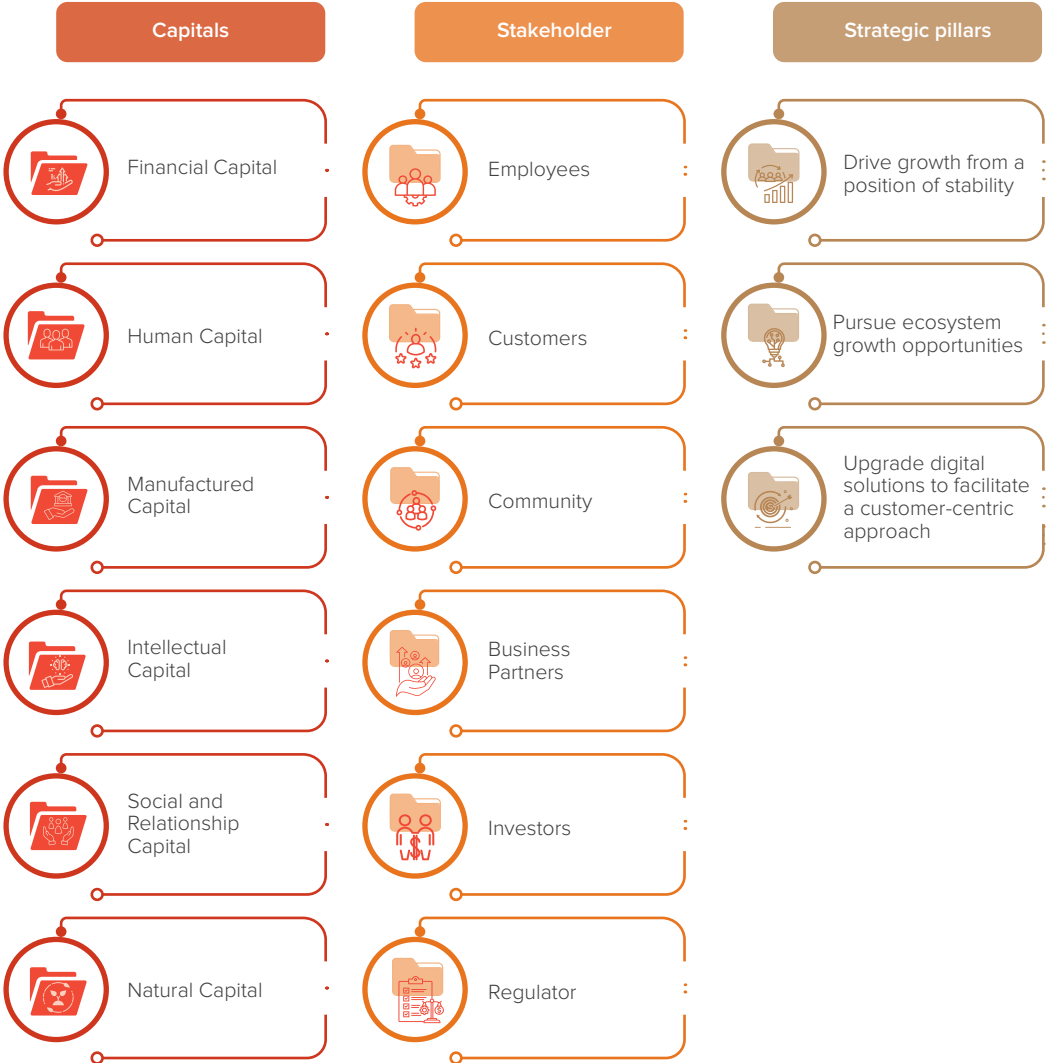 Capitals
Financial Capital
Human Capital
Manufactured
Capital
Intellectual
Capital
Social and
Relationship
Capital
Natural Capital
Stakeholder
Employees
Customers
Community
Business
Partners
Investors
Regulator
Strategic pillars
Drive growth from a
position of stability
Pursue ecosystem
growth opportunities
Upgrade digital
solutions to facilitate
a customer-centric
approach